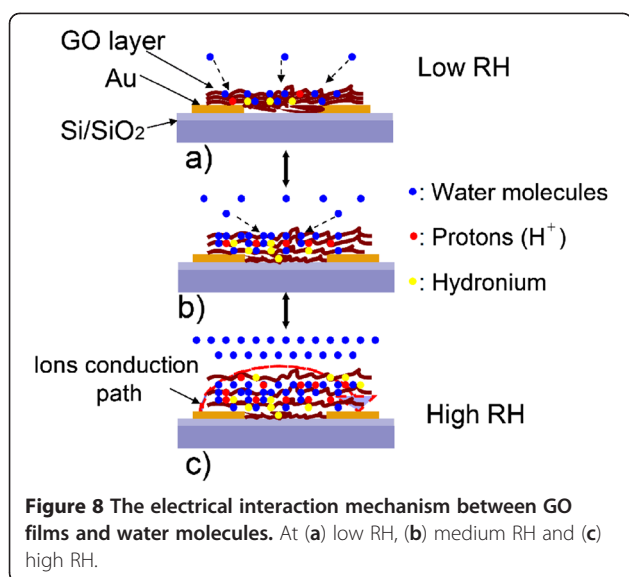 GO layer
Low RH
Au
Si/SiO2
a)
: Water molecules
: Protons (H+)
b)
: Hydronium
Ions conduction
path
High RH
c)
Figure 8 The electrical interaction mechanism between GO
films and water molecules. At (a) low RH, (b) medium RH and (c)
high RH.